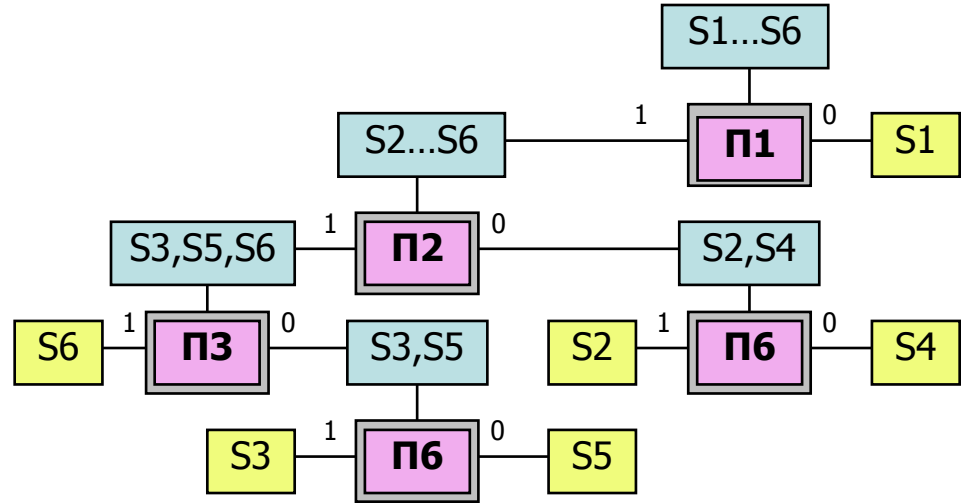 S1...S6
1 П1 0 S1
S2...S6
S3,S5,S6 1 П2 0 S2,S4
S6 1 П3 0 S3,S5 S2 1 П6 0 S4
S3 1 П6 0 S5